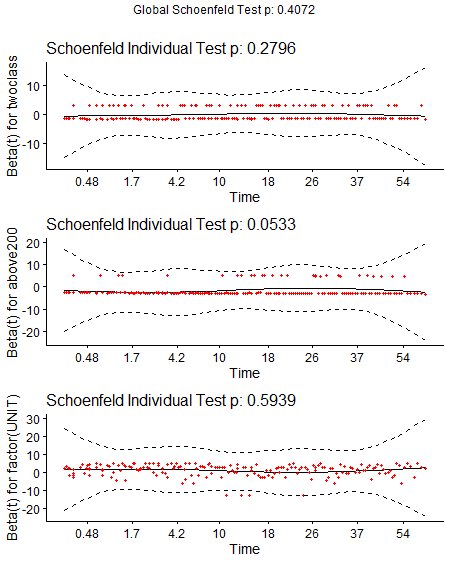 Global Schoenfeld Test p: 0.4072
Schoenfeld Individual Test p: 0.2796
Beta(t) for twoclass
10
0
-10
0.48 1.7 4.2 10 18 26 37 54
Time
Schoenfeld Individual Test p: 0.0533
Beta(t) for above200
20
10
0
-10
-20
0.48 1.7 4.2 10 18 26 37 54
Time
Schoenfeld Individual Test p: 0.5939
Beta(t) for factor(UNIT)
30
20
10
0
-10
-20
0.48 1.7 4.2 10 18 26 37 54
Time